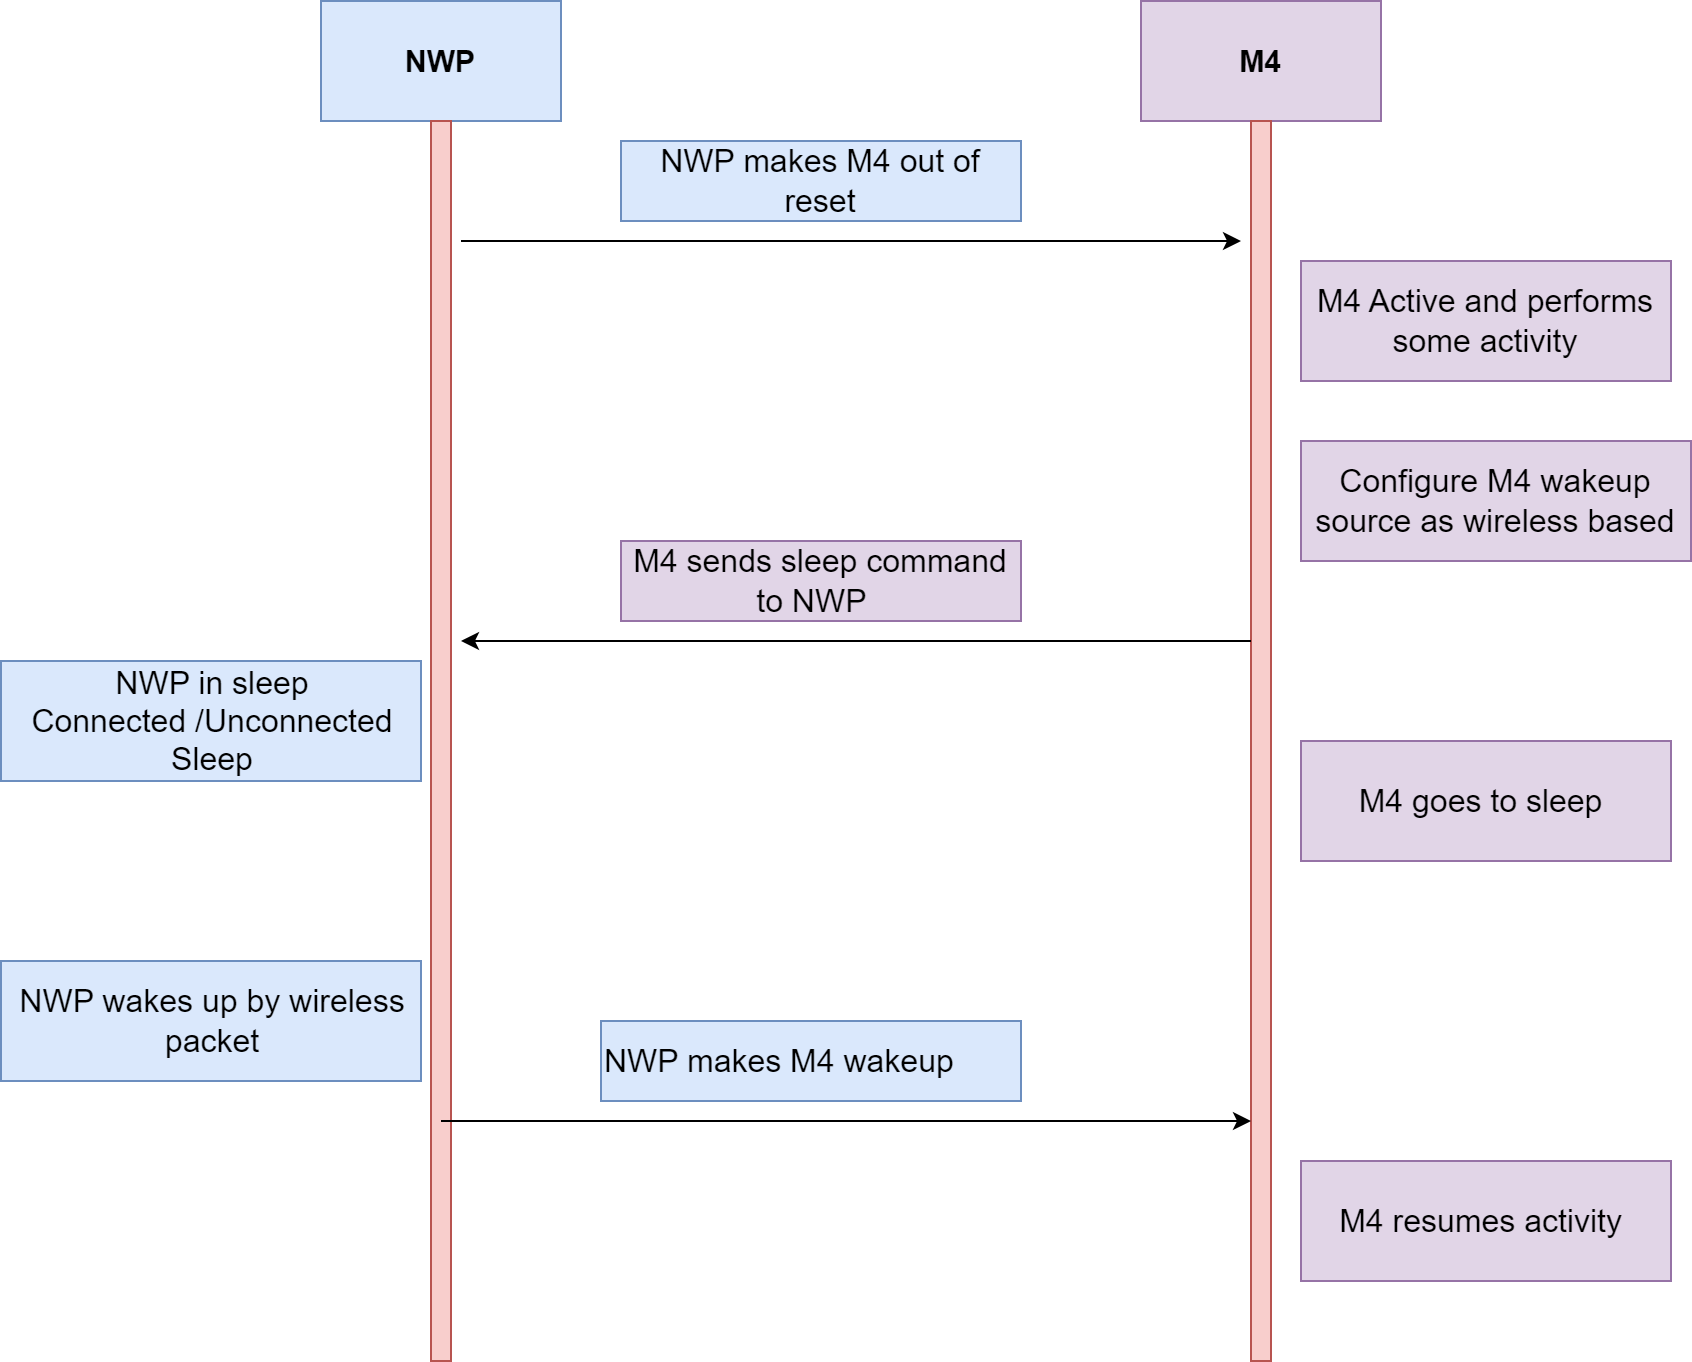 NWP
M4
NWP makes M4 out of
reset
M4 Active and performs
some activity
Configure M4 wakeup
source as wireless based
M4 sends sleep command
to NWP
NWP in sleep
Connected /Unconnected
Sleep
M4 goes to sleep
NWP wakes up by wireless
packet
NWP makes M4 wakeup
M4 resumes activity